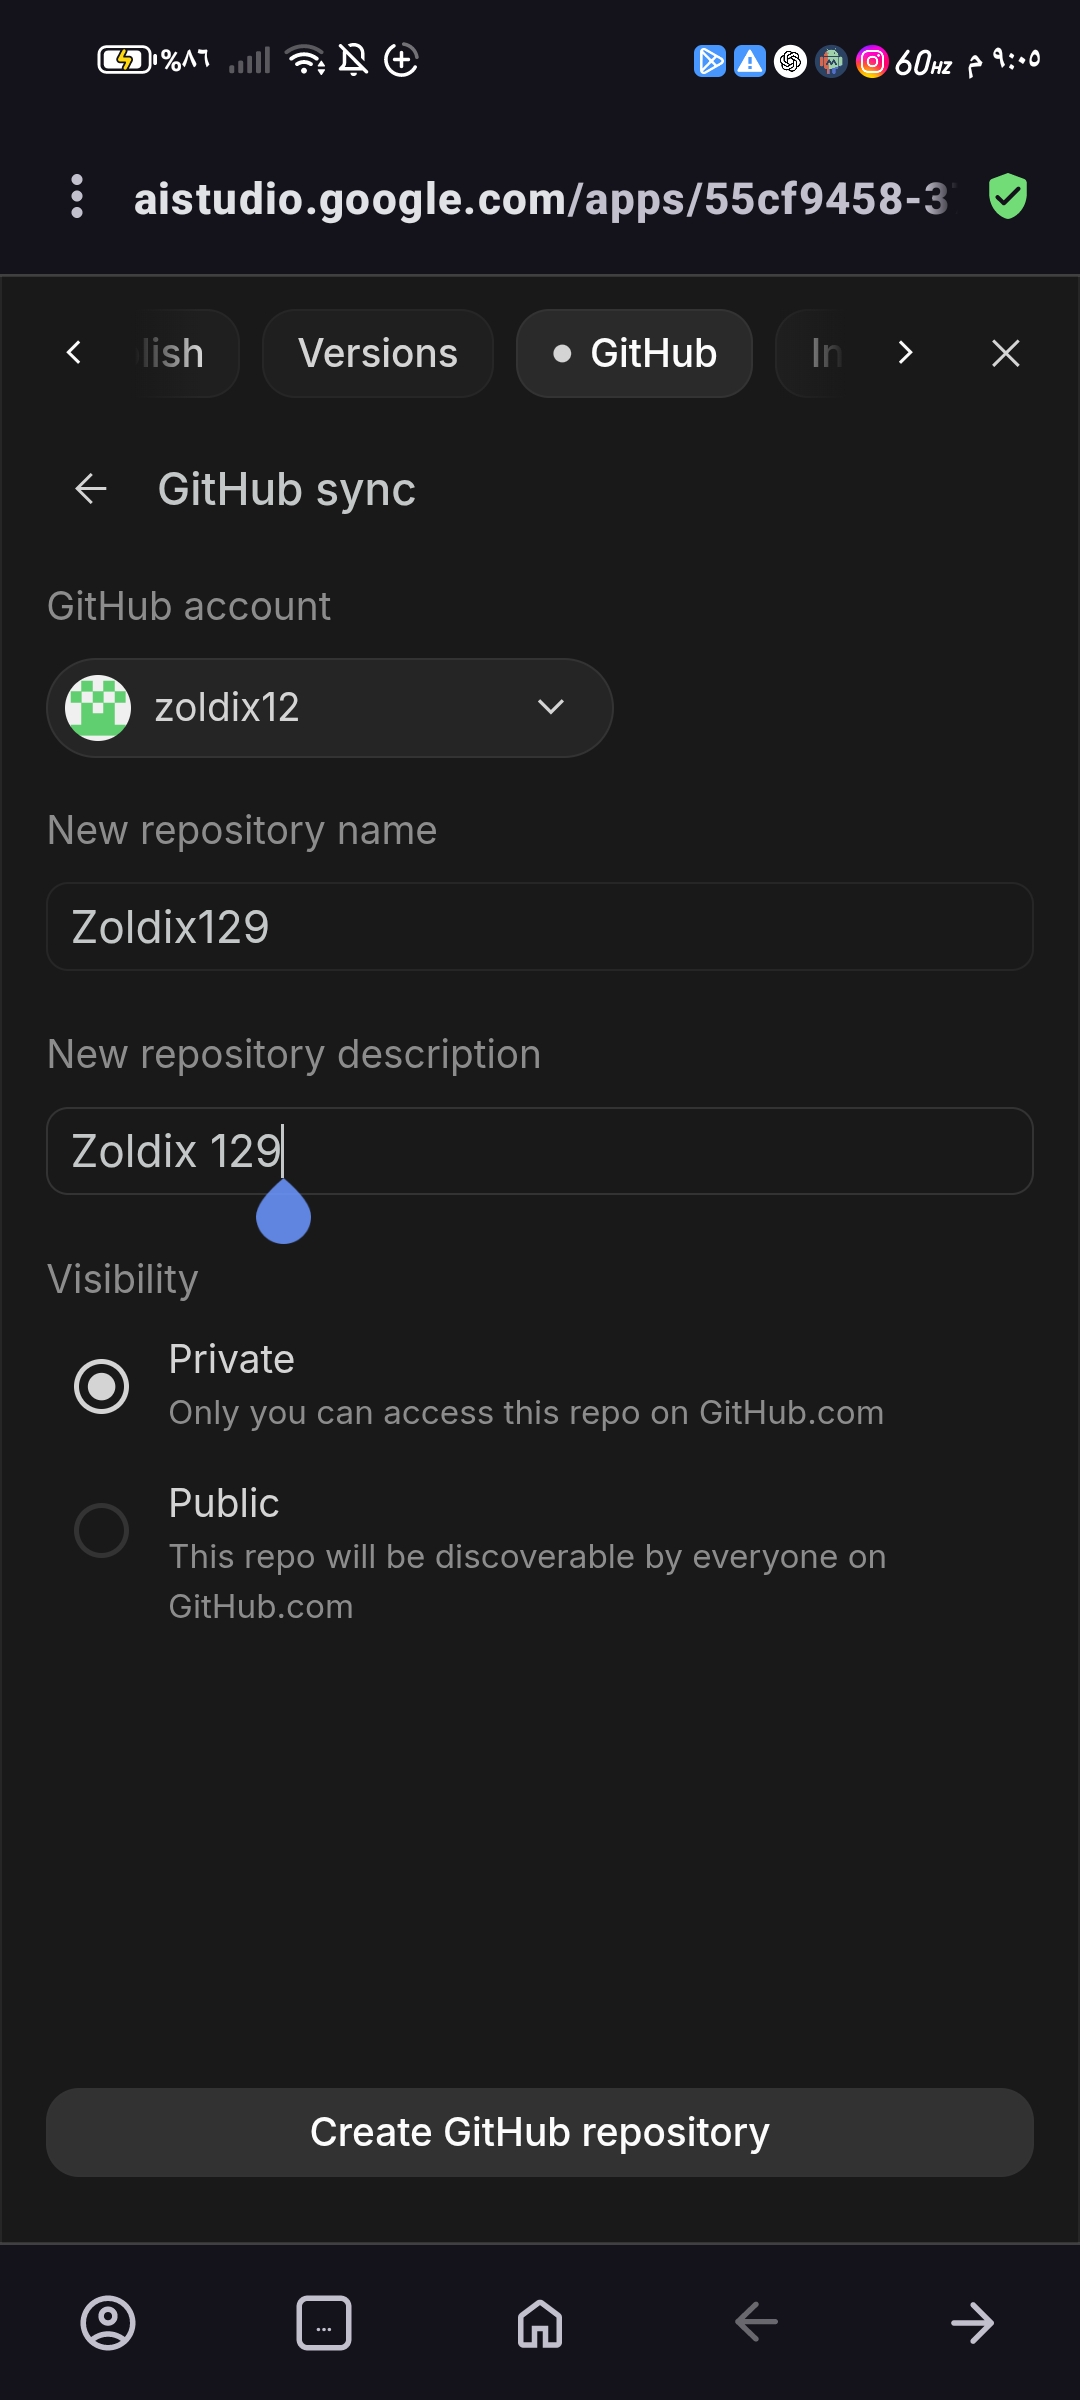 %٨٦ 60HZ ٩:٠٥ م
aistudio.google.com/apps/55cf9458-3
lish Versions GitHub In
GitHub sync
GitHub account
zoldix12
New repository name
Zoldix129
New repository description
Zoldix 129
Visibility
Private
Only you can access this repo on GitHub.com
Public
This repo will be discoverable by everyone on
GitHub.com
Create GitHub repository
...